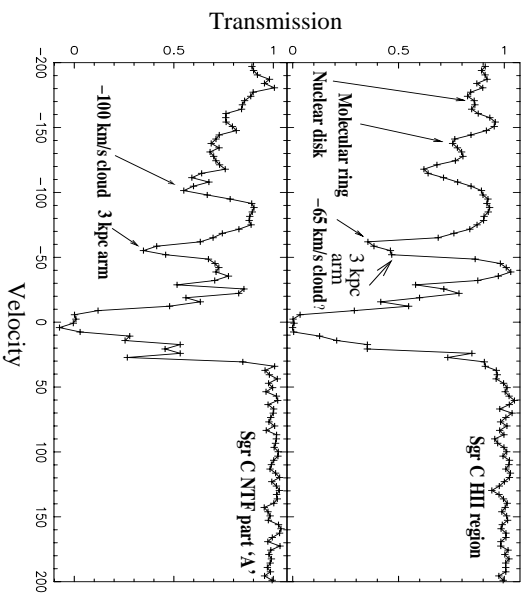 Transmission
0
0.5
1
0
0.5
1
-200
-150
-100
-50
0
50
100
150
200
Velocity
Nuclear disk
Molecular ring
-65 km/s cloud?
3 kpc
arm
Sgr C HII region
-100 km/s cloud
3 kpc arm
Sgr C NTF part 'A'